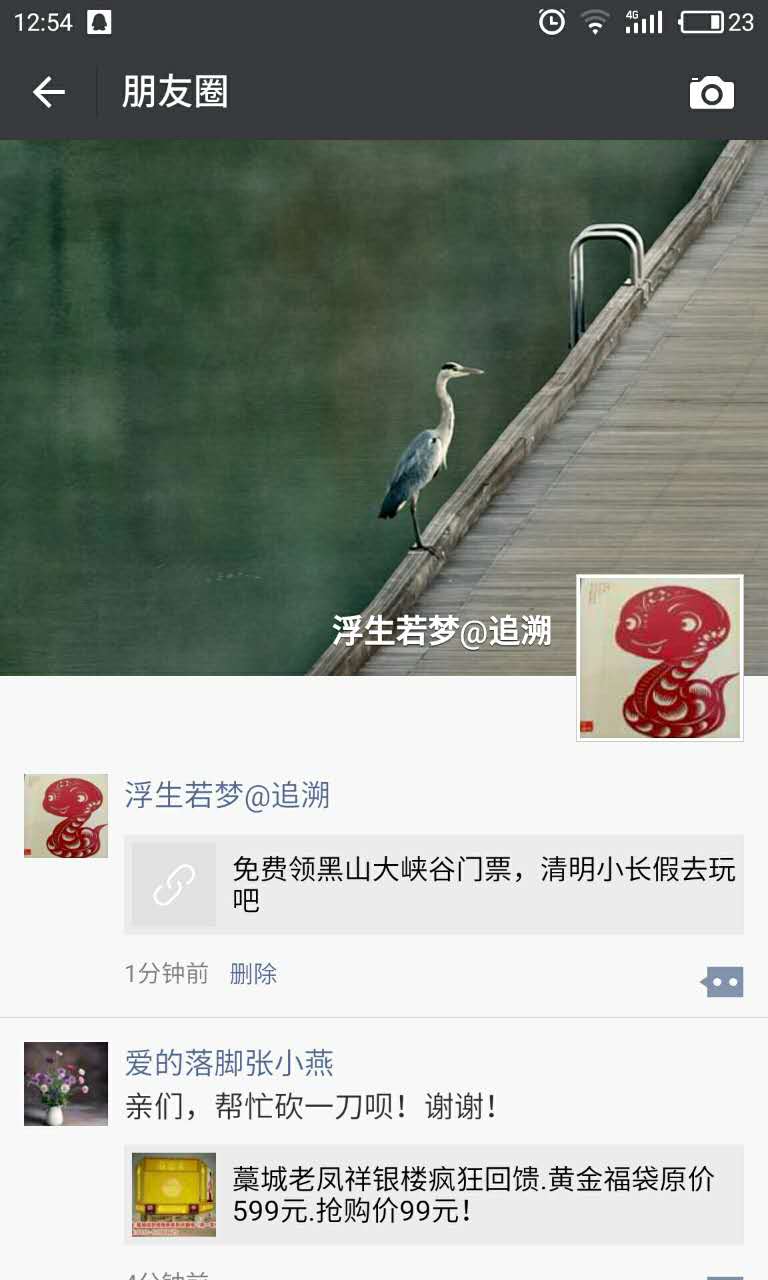 12:54
4G
23
朋友圈
浮生若梦@追溯
浮生若梦@追溯
免费领黑山大峡谷门票，清明小长假去玩
吧
1分钟前 删除
爱的落脚张小燕
亲们，帮忙砍一刀呗！谢谢！
藁城老凤祥银楼疯狂回馈.黄金福袋原价
599元.抢购价99元！
4分钟前